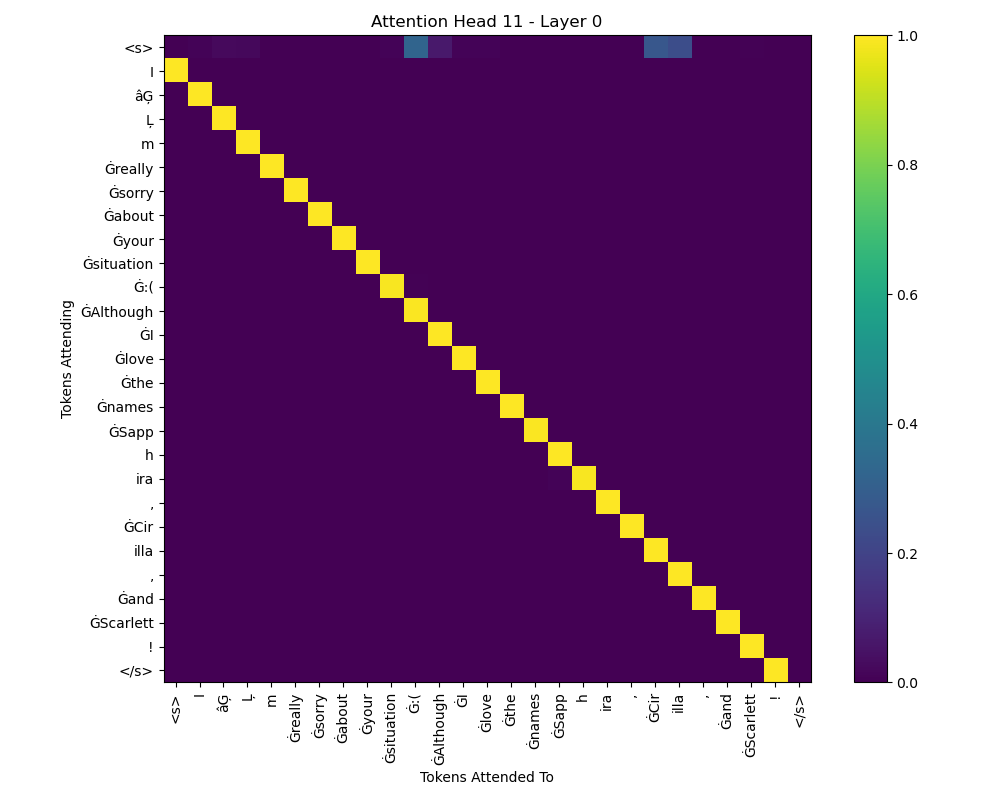 Attention Head 11 - Layer 0
Tokens Attending
<s>
I
âĢ
Ļ
m
Ġreally
Ġsorry
Ġabout
Ġyour
Ġsituation
Ġ:(
ĠAlthough
ĠI
Ġlove
Ġthe
Ġnames
ĠSapp
h
ira
,
ĠCir
illa
,
Ġand
ĠScarlett
!
</s>
<s>
I
âĢ
Ļ
m
Ġreally
Ġsorry
Ġabout
Ġyour
Ġsituation
Ġ:(
ĠAlthough
ĠI
Ġlove
Ġthe
Ġnames
ĠSapp
h
ira
,
ĠCir
illa
,
Ġand
ĠScarlett
!
</s>
Tokens Attended To
1.0
0.8
0.6
0.4
0.2
0.0